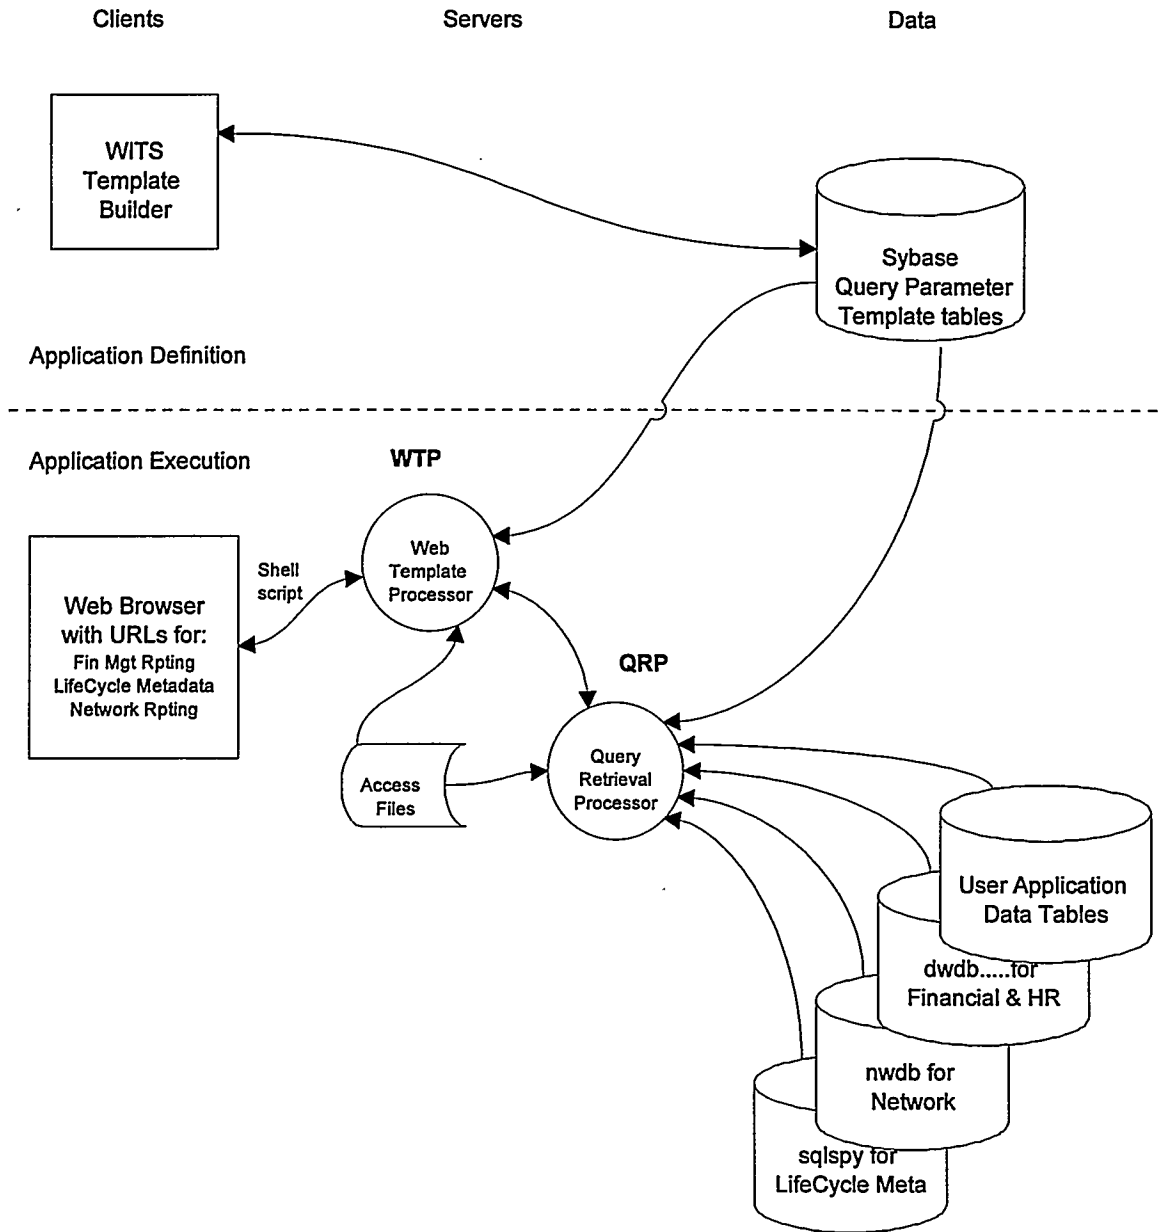 Clients
Servers
Data
WITS
Template
Builder
Sybase
Query Parameter
Template tables
Application Definition
Application Execution
WTP
Web
Template
Processor
Shell
script
Web Browser
with URLs for:
Fin Mgt Rpting
LifeCycle Metadata
Network Rpting
QRP
Query
Retrieval
Processor
Access
Files
User Application
Data Tables
dwdb.....for
Financial & HR
nwdb for
Network
sqlspy for
LifeCycle Meta